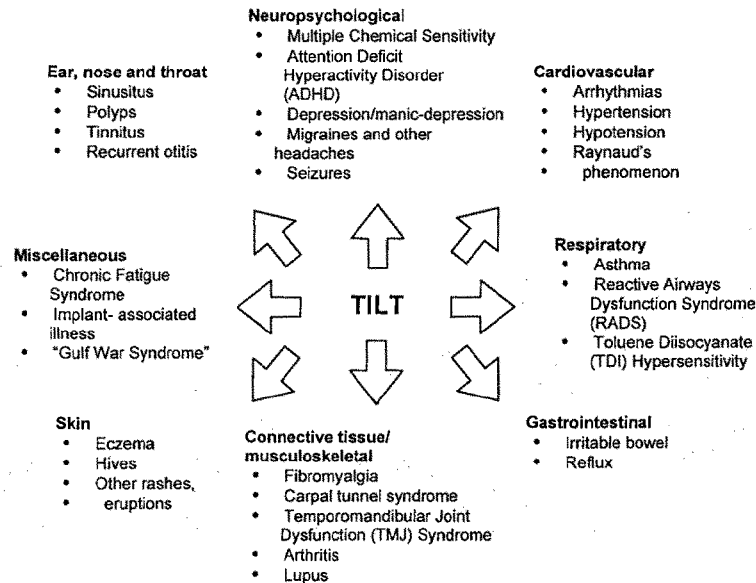 Neuropsychological
• Multiple Chemical Sensitivity
• Attention Deficit
Hyperactivity Disorder
(ADHD)
• Depression/manic-depression
• Migraines and other
headaches
• Seizures
Ear, nose and throat
• Sinusitus
• Polyps
• Tinnitus
• Recurrent otitis
Cardiovascular
• Arrhythmias
• Hypertension
• Hypotension
• Raynaud's
• phenomenon
Miscellaneous
• Chronic Fatigue
Syndrome
• Implant- associated
illness
• "Gulf War Syndrome"
TILT
Respiratory
• Asthma
• Reactive Airways
Dysfunction Syndrome
(RADS)
• Toluene Diisocyanate
(TDI) Hypersensitivity
Skin
• Eczema
• Hives
• Other rashes,
• eruptions
Connective tissue/
musculoskeletal
• Fibromyalgia
• Carpal tunnel syndrome
• Temporomandibular Joint
Dysfunction (TMJ) Syndrome
• Arthritis
• Lupus
Gastrointestinal
• Irritable bowel
• Reflux